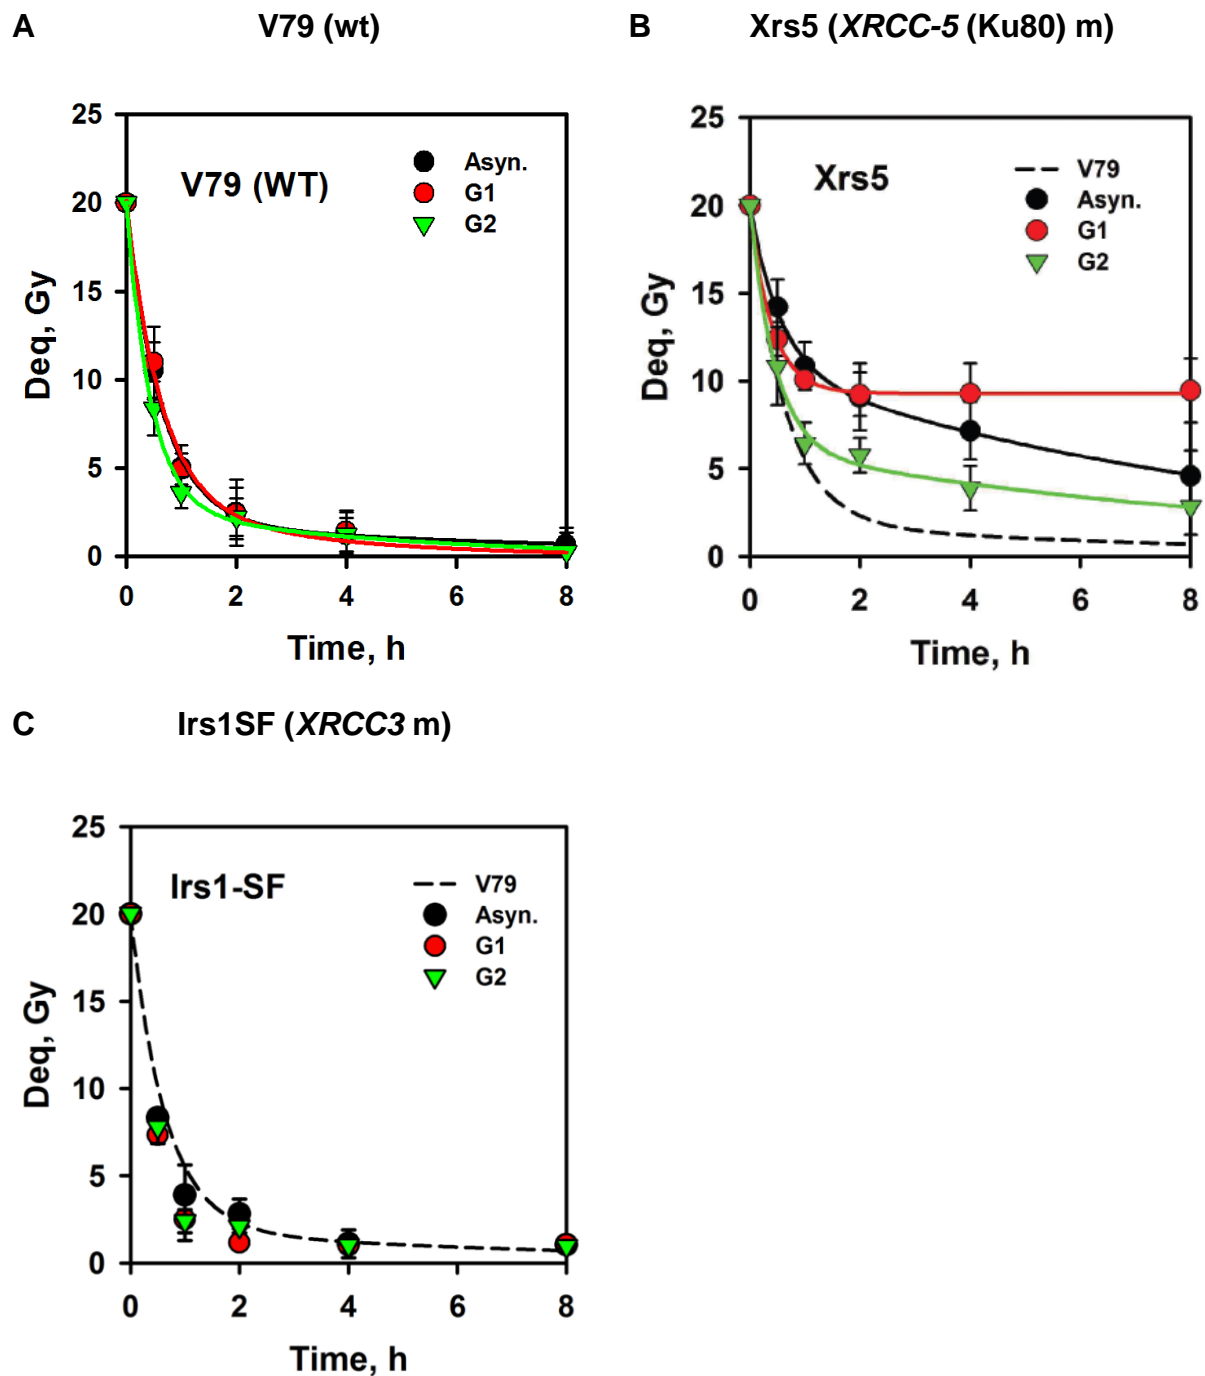 A V79 (wt)
25
20
15
10
5
0
Deq, Gy
V79 (WT)
Asyn.
G1
G2
0 2 4 6 8
Time, h
B Xrs5 (XRCC-5 (Ku80) m)
25
20
15
10
5
0
Deq, Gy
Xrs5
V79
Asyn.
G1
G2
0 2 4 6 8
Time, h
C Irs1SF (XRCC3 m)
25
20
15
10
5
0
Deq, Gy
Irs1-SF
V79
Asyn.
G1
G2
0 2 4 6 8
Time, h